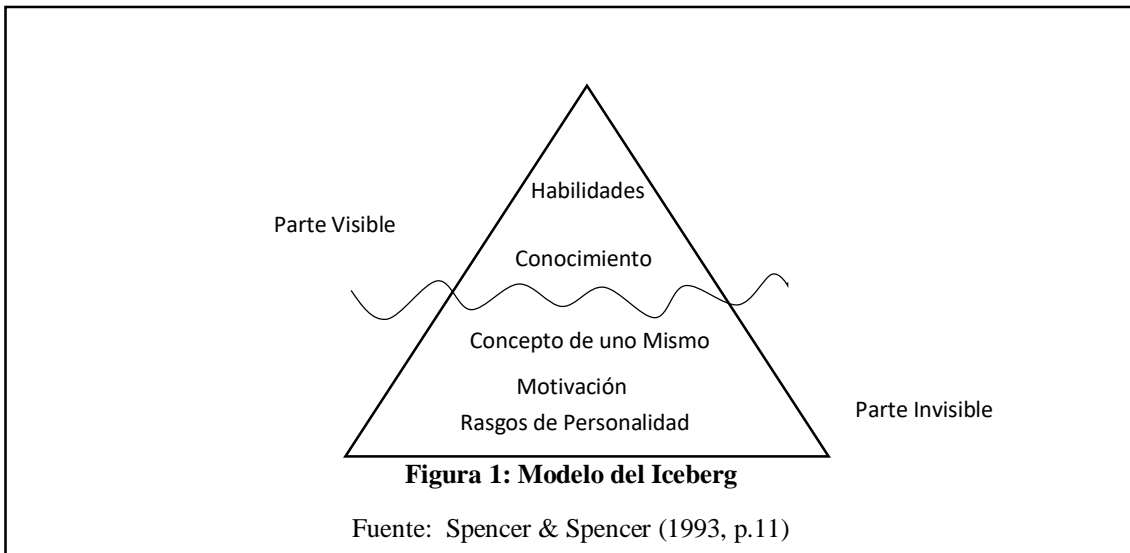 Habilidades
Parte Visible
Conocimiento
Concepto de uno Mismo
Motivación
Parte Invisible
Rasgos de Personalidad
Figura 1: Modelo del Iceberg
Fuente: Spencer & Spencer (1993, p.11)